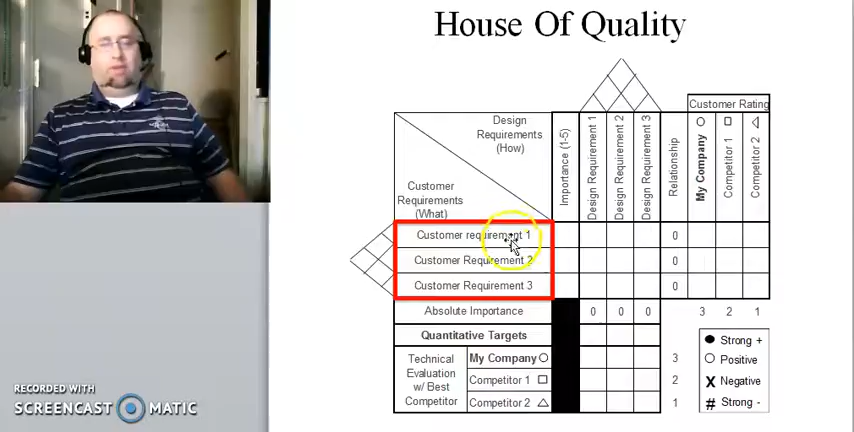 House Of Quality
Customer Rating
Design
Requirements
(How)
Customer
Requirements
(What)
Importance (1-5)
Design Requirement 1
Design Requirement 2
Design Requirement 3
Relationship
My Company
Competitor 1
Competitor 2
Customer requirement 1
0
Customer Requirement 2
0
Customer Requirement 3
0
Absolute Importance
0 0 0
3 2 1
Quantitative Targets
Technical
Evaluation
w/ Best
Competitor
My Company
3
Competitor 1
2
Competitor 2
1
Strong +
Positive
X Negative
# Strong -
RECORDED WITH
SCREENCAST MATIC